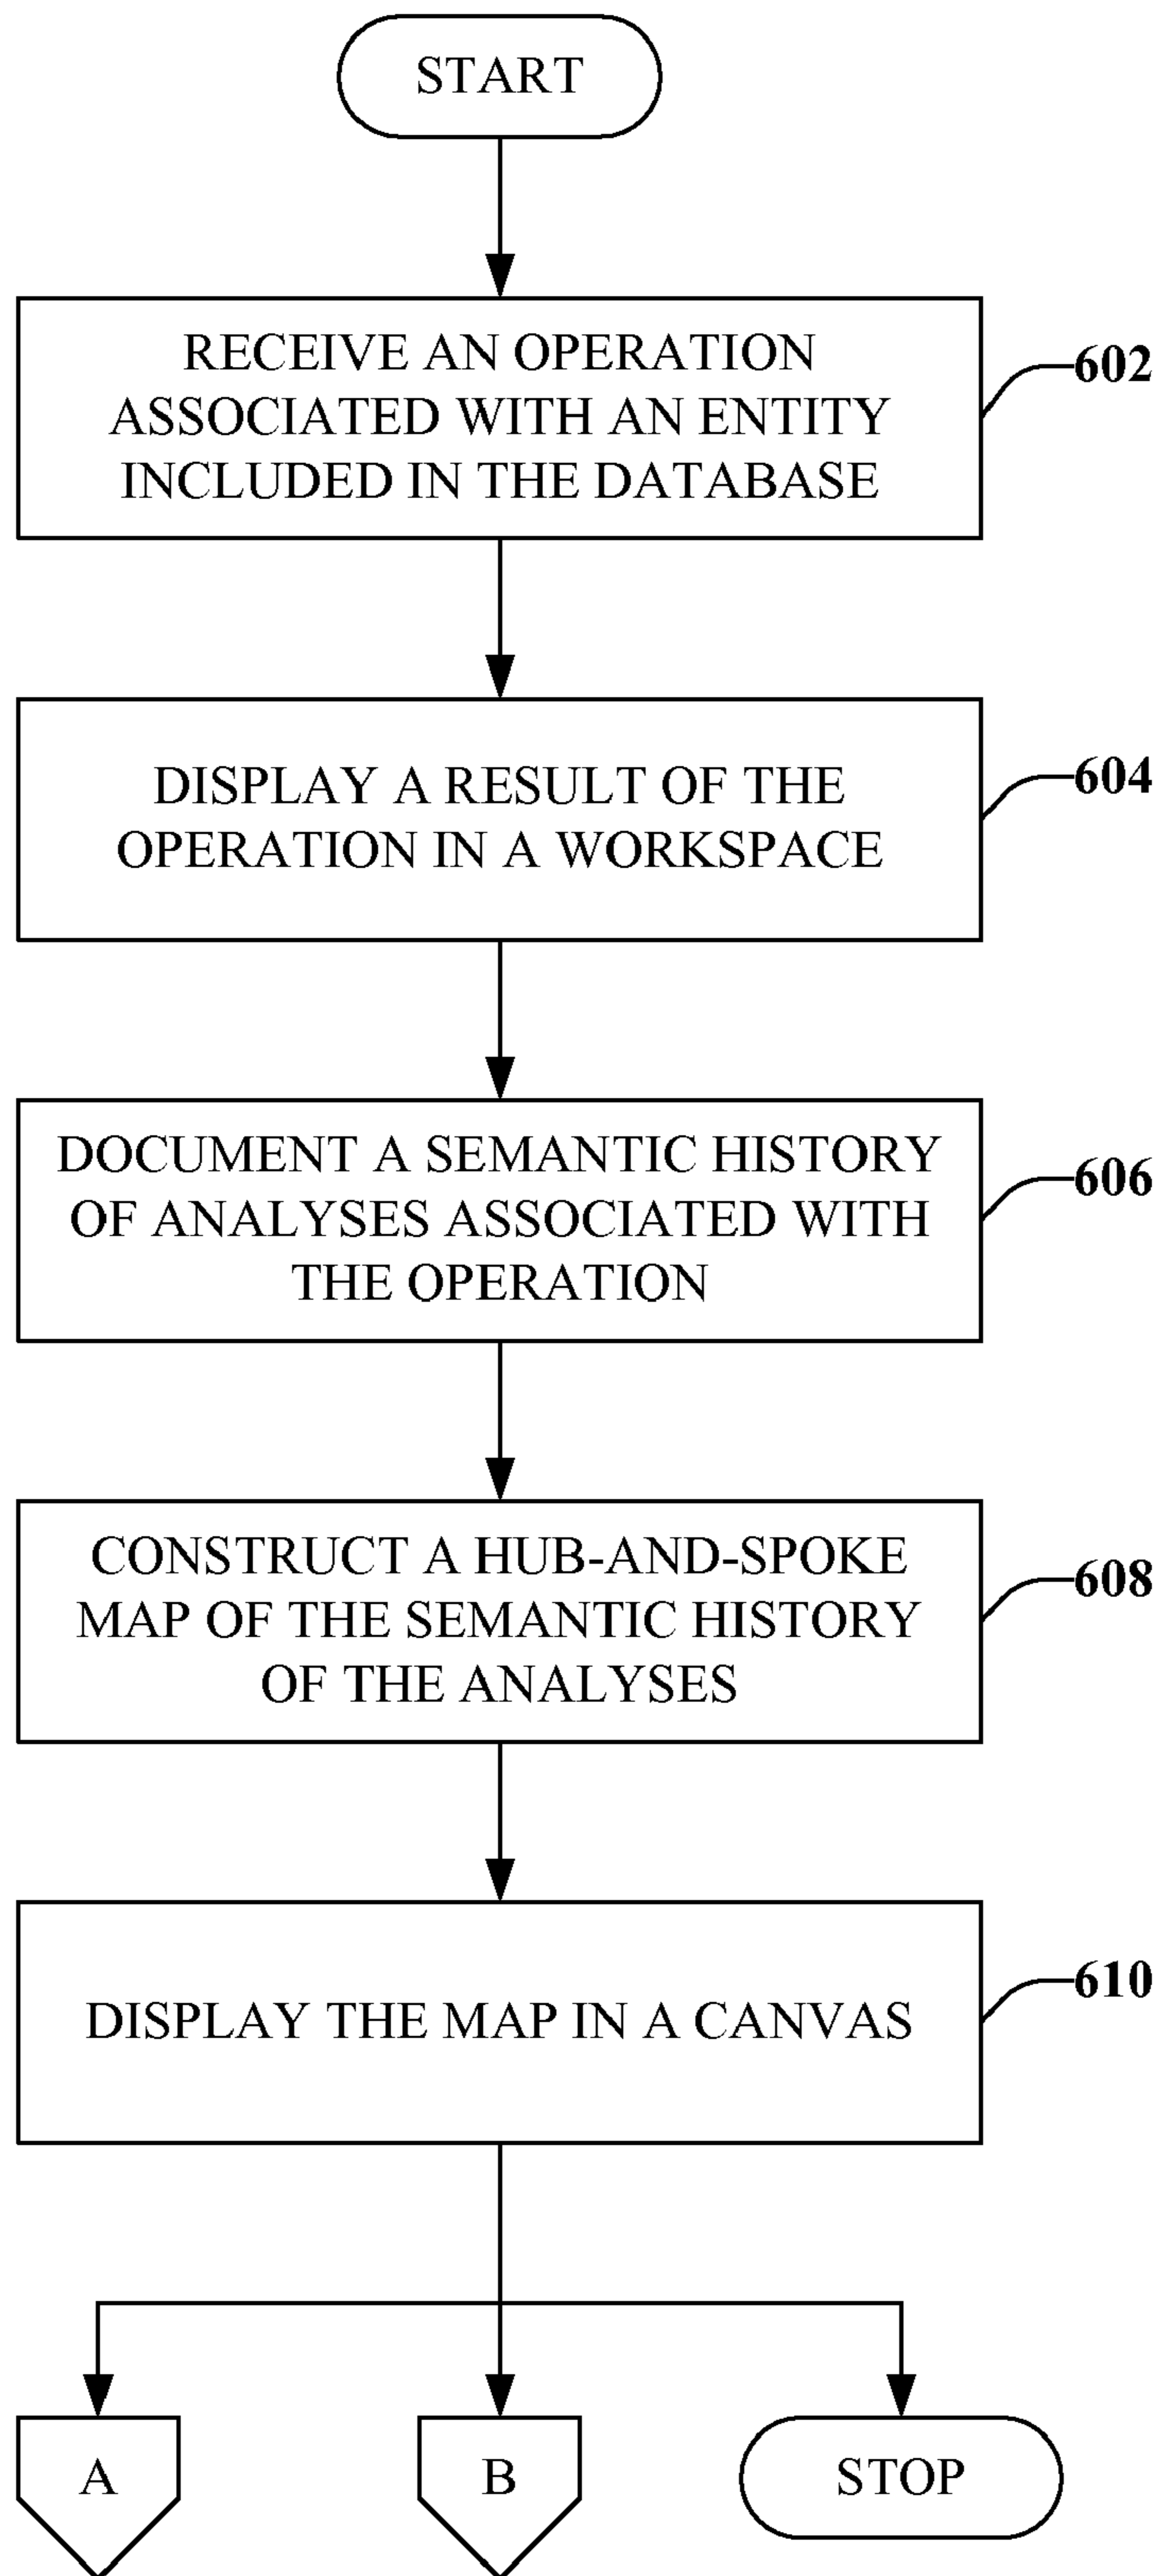 START
RECEIVE AN OPERATION
ASSOCIATED WITH AN ENTITY
INCLUDED IN THE DATABASE
602
DISPLAY A RESULT OF THE
OPERATION IN A WORKSPACE
604
DOCUMENT A SEMANTIC HISTORY
OF ANALYSES ASSOCIATED WITH
THE OPERATION
606
CONSTRUCT A HUB-AND-SPOKE
MAP OF THE SEMANTIC HISTORY
OF THE ANALYSES
608
DISPLAY THE MAP IN A CANVAS
610
A
B
STOP